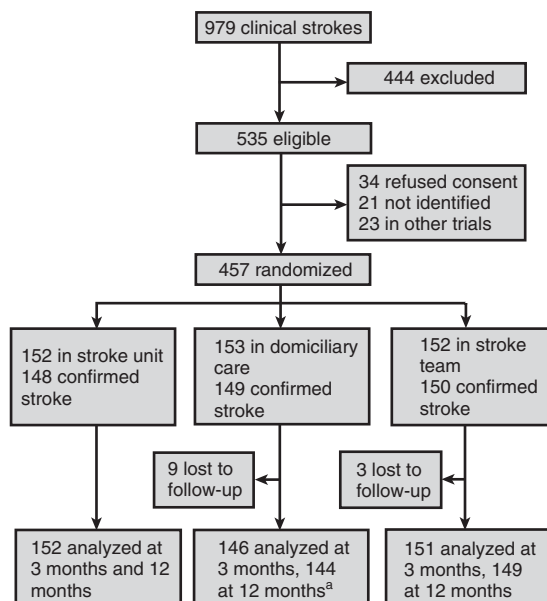 979 clinical strokes
444 excluded
535 eligible
34 refused consent
21 not identified
23 in other trials
457 randomized
152 in stroke unit
148 confirmed
stroke
153 in domiciliary
care
149 confirmed
stroke
152 in stroke
team
150 confirmed
stroke
9 lost to
follow-up
3 lost to
follow-up
152 analyzed at
3 months and 12
months
146 analyzed at
3 months, 144
at 12 monthsᵃ
151 analyzed at
3 months, 149
at 12 months